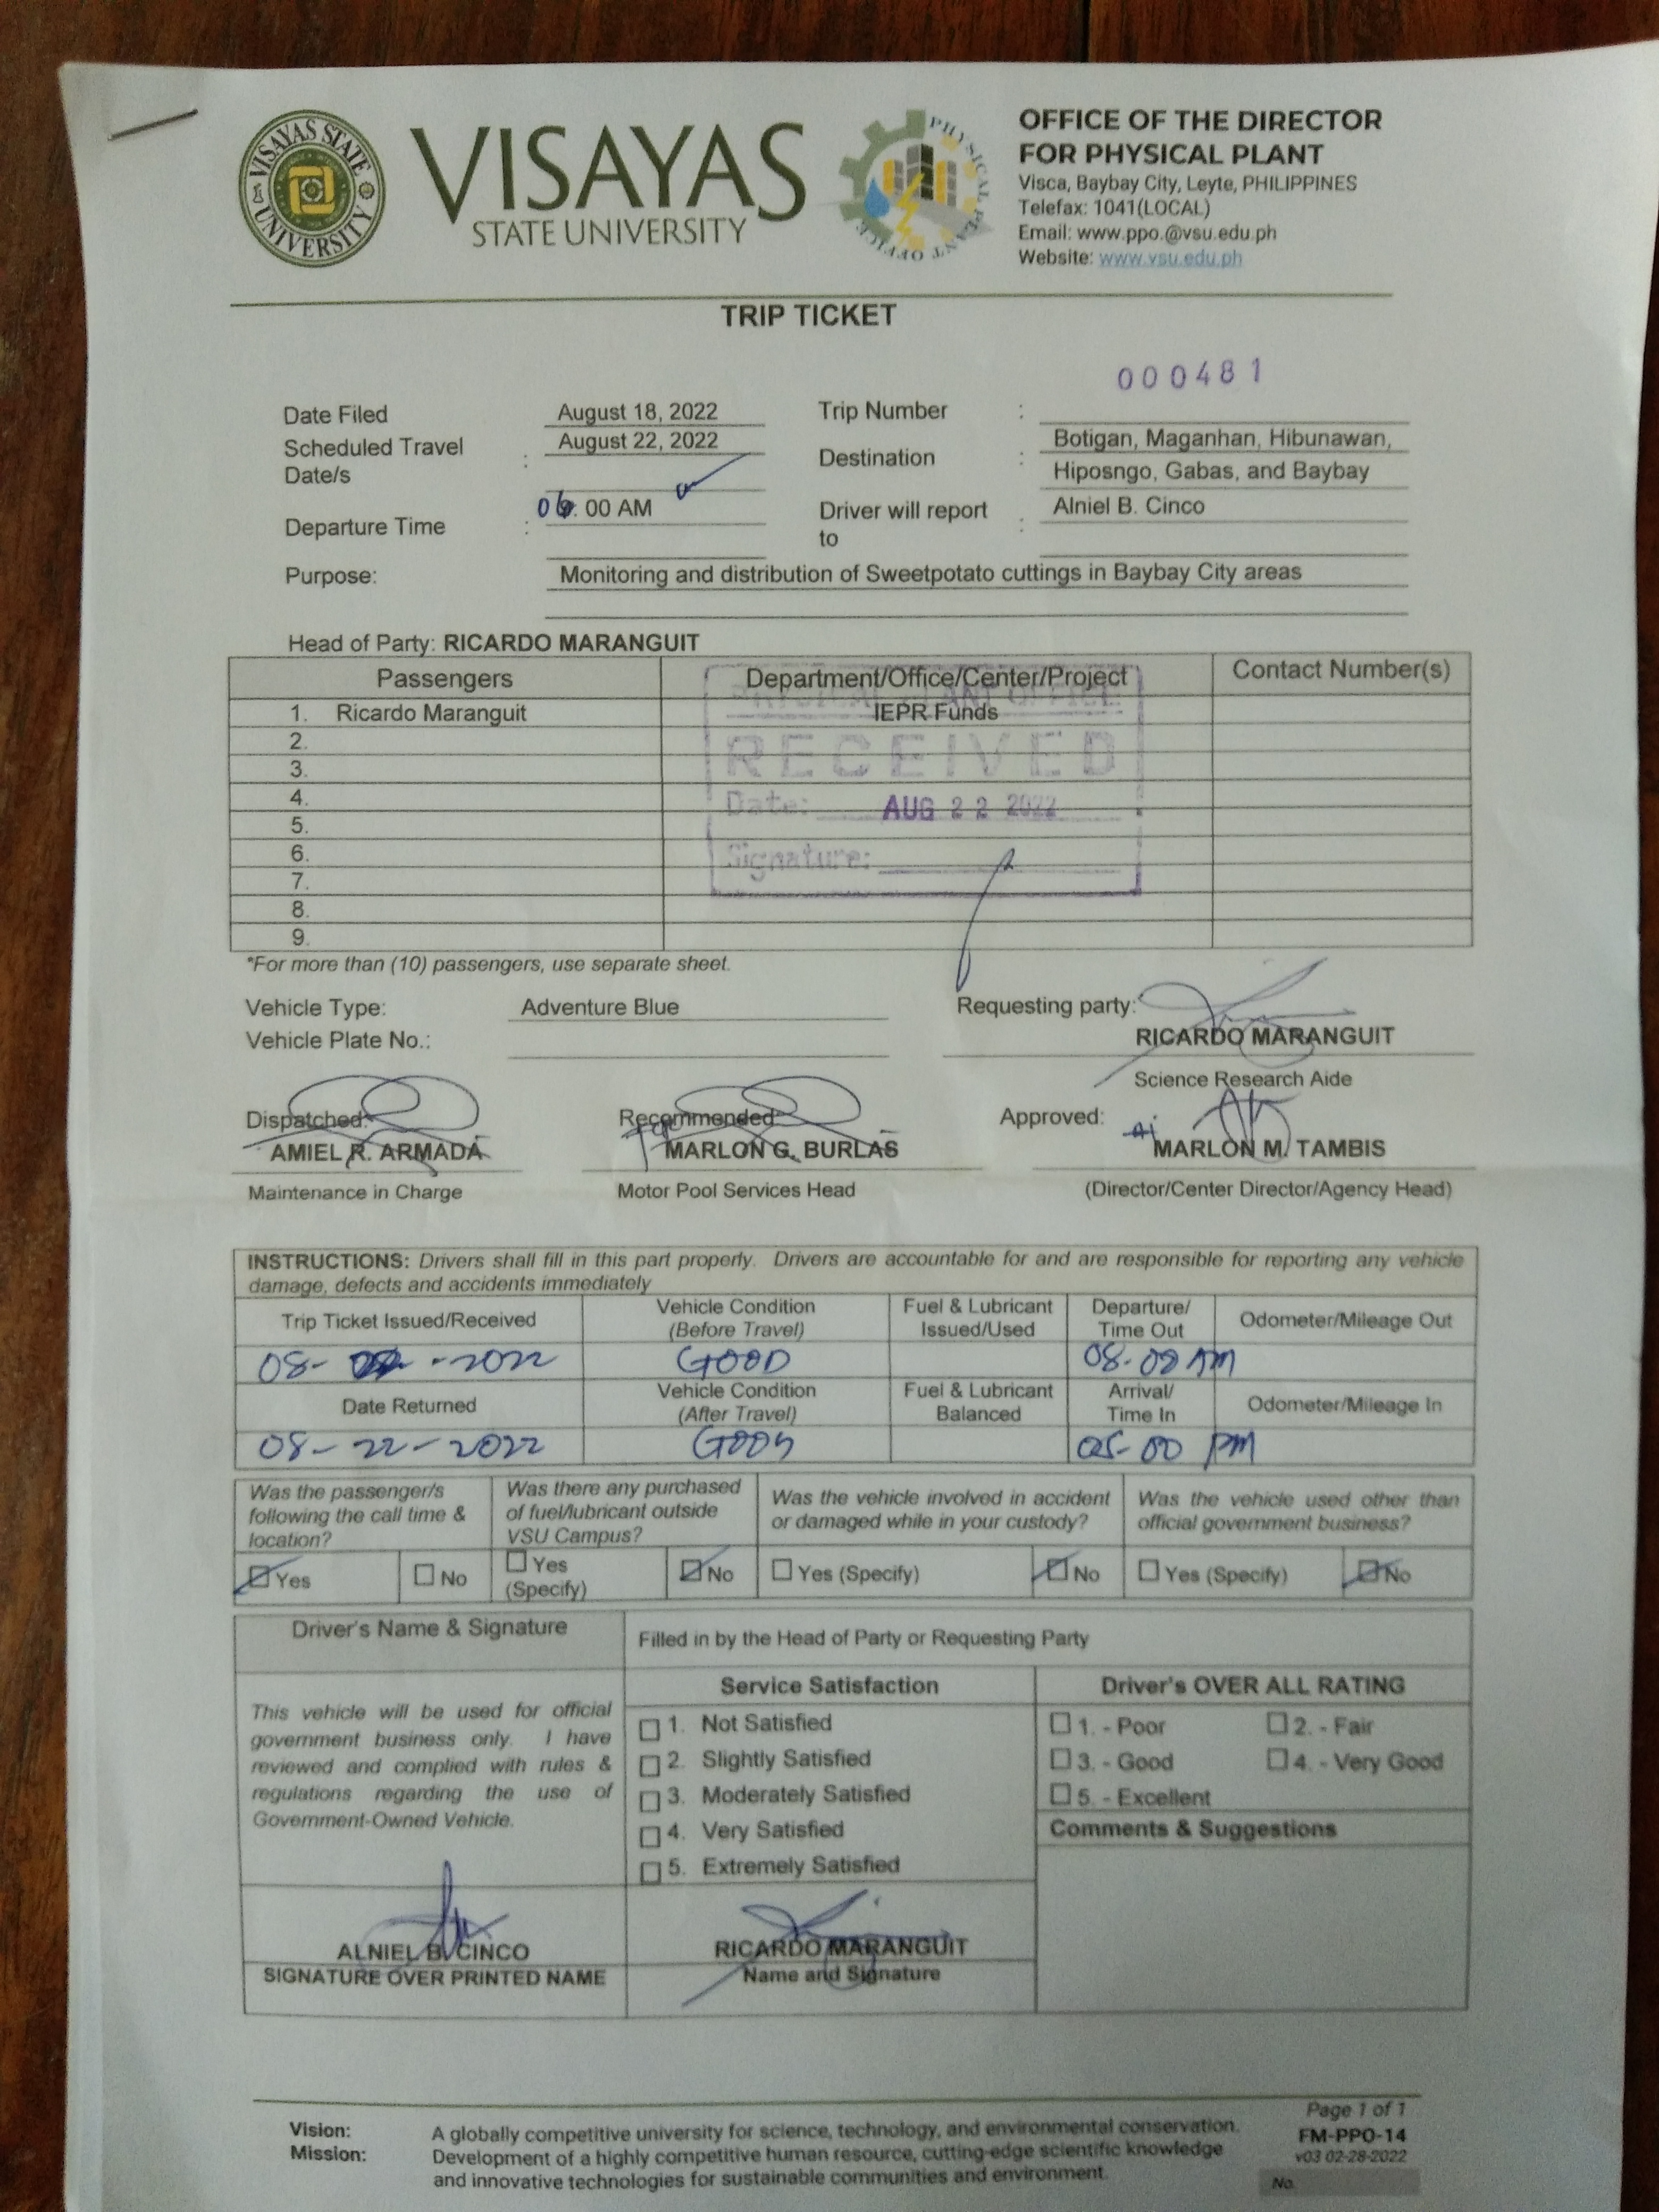 VISAYAS STATE UNIVERSITY
VISAYAS
STATE UNIVERSITY
PHYSICAL PLANT OFFICE
OFFICE OF THE DIRECTOR
FOR PHYSICAL PLANT
Visca, Baybay City, Leyte, PHILIPPINES
Telefax: 1041(LOCAL)
Email: www.ppo.@vsu.edu.ph
Website: www.vsu.edu.ph
TRIP TICKET
000481
Date Filed August 18, 2022 Trip Number :
Scheduled Travel Date/s : August 22, 2022 Destination : Botigan, Maganhan, Hibunawan,
Hiposngo, Gabas, and Baybay
Departure Time : 00 AM Driver will report to : Alniel B. Cinco
Purpose: Monitoring and distribution of Sweetpotato cuttings in Baybay City areas
Head of Party: RICARDO MARANGUIT
Passengers Department/Office/Center/Project Contact Number(s)
1. Ricardo Maranguit IEPR Funds
2.
3.
4.
5.
6.
7.
8.
9.
PHYSICAL PLANT OFFICE
RECEIVED
Date: AUG 22 2022
Signature:
*For more than (10) passengers, use separate sheet.
Vehicle Type: Adventure Blue Requesting party:
Vehicle Plate No.: RICARDO MARANGUIT
Science Research Aide
Dispatched: Recommended: Approved:
AMIEL R. ARMADA MARLON G. BURLAS MARLON M. TAMBIS
Maintenance in Charge Motor Pool Services Head (Director/Center Director/Agency Head)
INSTRUCTIONS: Drivers shall fill in this part properly. Drivers are accountable for and are responsible for reporting any vehicle
damage, defects and accidents immediately
Trip Ticket Issued/Received Vehicle Condition (Before Travel) Fuel & Lubricant Issued/Used Departure/ Time Out Odometer/Mileage Out
08- -2022 GOOD 08-00 AM
Date Returned Vehicle Condition (After Travel) Fuel & Lubricant Balanced Arrival/ Time In Odometer/Mileage In
08-22-2022 GOOD 05-00 PM
Was the passenger/s following the call time & location? Was there any purchased of fuel/lubricant outside VSU Campus? Was the vehicle involved in accident or damaged while in your custody? Was the vehicle used other than official government business?
Yes No Yes (Specify) No Yes (Specify) No Yes (Specify) No
Driver's Name & Signature Filled in by the Head of Party or Requesting Party
This vehicle will be used for official
government business only. I have
reviewed and complied with rules &
regulations regarding the use of
Government-Owned Vehicle.
Service Satisfaction
1. Not Satisfied
2. Slightly Satisfied
3. Moderately Satisfied
4. Very Satisfied
5. Extremely Satisfied
Driver's OVER ALL RATING
1. - Poor 2. - Fair
3. - Good 4. - Very Good
5. - Excellent
Comments & Suggestions
ALNIEL B. CINCO RICARDO MARANGUIT
SIGNATURE OVER PRINTED NAME Name and Signature
Vision: A globally competitive university for science, technology, and environmental conservation.
Mission: Development of a highly competitive human resource, cutting-edge scientific knowledge
and innovative technologies for sustainable communities and environment.
Page 1 of 1
FM-PPO-14
v03 02-28-2022
No.